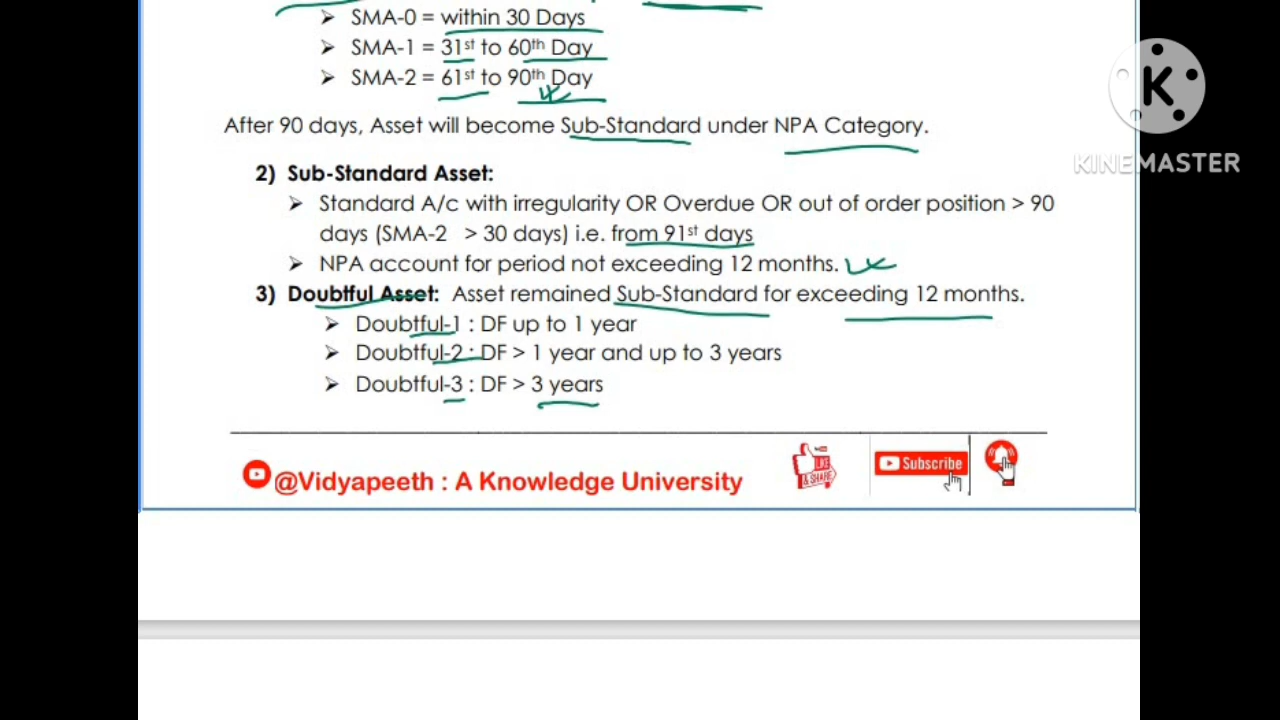 ➢ SMA-0 = within 30 Days
➢ SMA-1 = 31st to 60th Day
➢ SMA-2 = 61st to 90th Day
After 90 days, Asset will become Sub-Standard under NPA Category.
2) Sub-Standard Asset:
➢ Standard A/c with irregularity OR Overdue OR out of order position > 90
days (SMA-2 > 30 days) i.e. from 91st days
➢ NPA account for period not exceeding 12 months.
3) Doubtful Asset: Asset remained Sub-Standard for exceeding 12 months.
➢ Doubtful-1 : DF up to 1 year
➢ Doubtful-2 : DF > 1 year and up to 3 years
➢ Doubtful-3 : DF > 3 years
@Vidyapeeth : A Knowledge University
LIKE
& SHARE
Subscribe
K
KINEMASTER